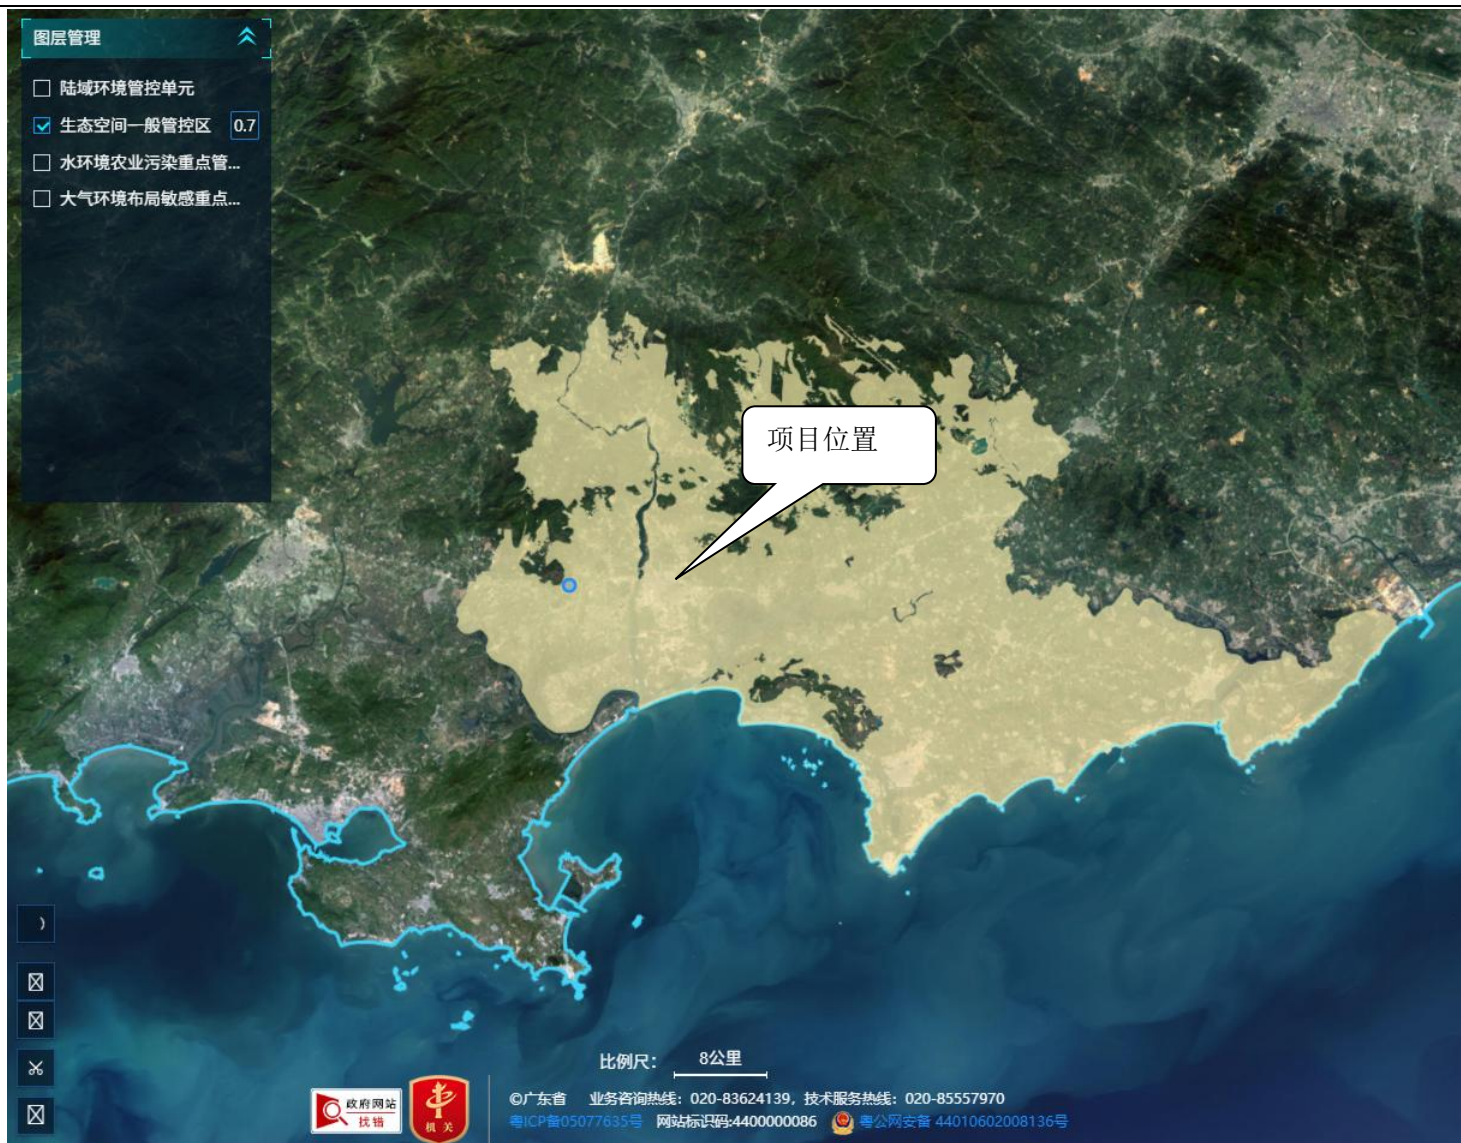 图层管理
陆域环境管控单元
生态空间一般管控区 0.7
水环境农业污染重点管...
大气环境布局敏感重点...
项目位置
比例尺： 8公里
政府网站
找错
机关
©广东省 业务咨询热线：020-83624139，技术服务热线：020-85557970
粤ICP备05077635号 网站标识码:4400000086 粤公网安备 44010602008136号